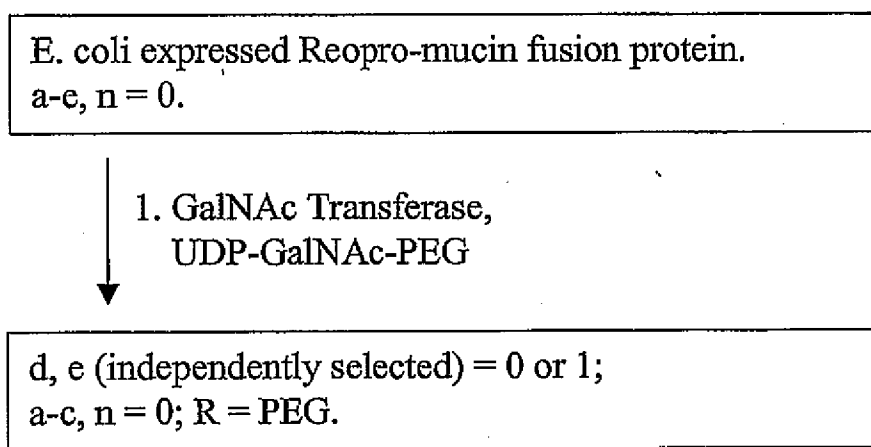 E. coli expressed Reopro-mucin fusion protein.
a-e, n = 0.
1. GalNAc Transferase,
UDP-GalNAc-PEG
d, e (independently selected) = 0 or 1;
a-c, n = 0; R = PEG.